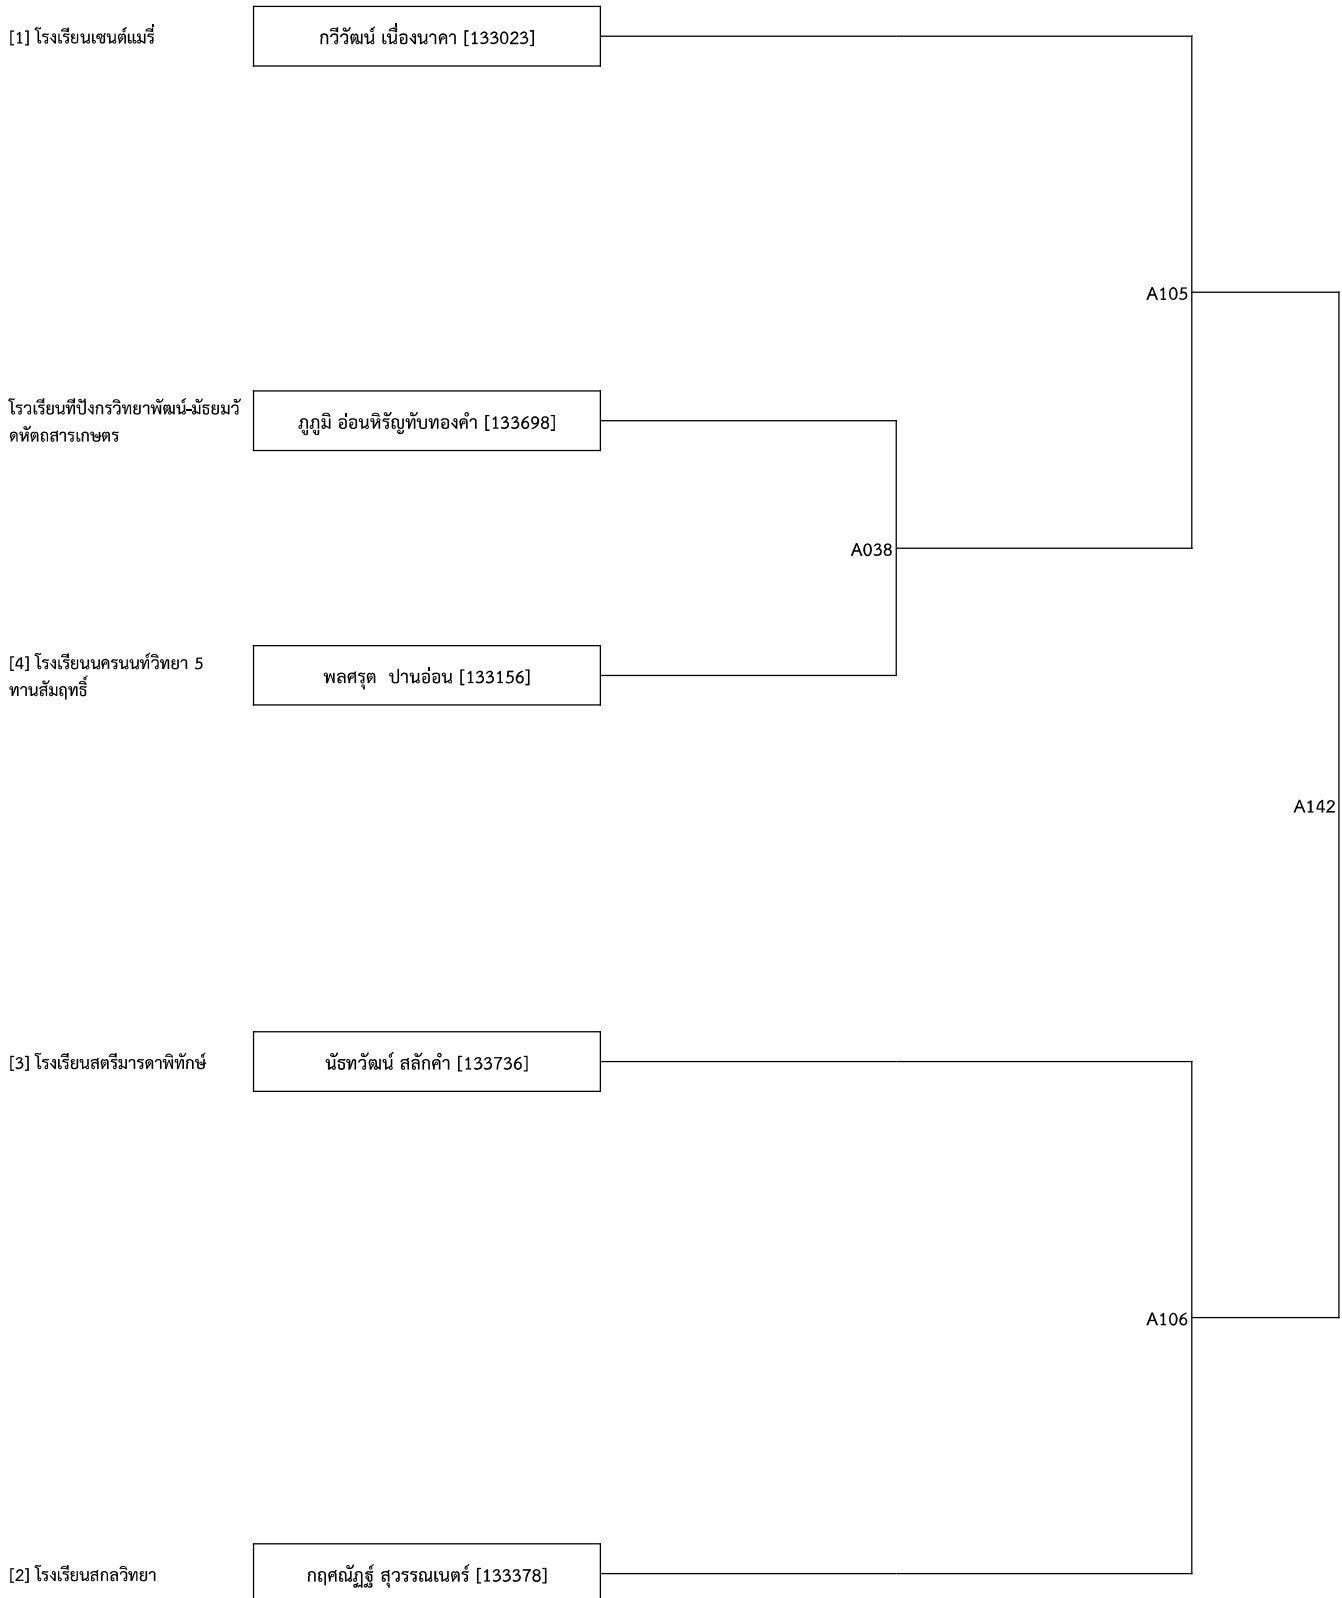 [1] โรงเรียนเซนต์แมรี่
กวีวัฒน์ เนื่องนาคา [133023]
A105
โรวเรียนทีปังกรวิทยาพัฒน์-มัธยมวั
ดหัตถสารเกษตร
ภูภูมิ อ่อนหิรัญทับทองคำ [133698]
A038
[4] โรงเรียนนครนนท์วิทยา 5
ทานสัมฤทธิ์
พลศรุต  ปานอ่อน [133156]
A142
[3] โรงเรียนสตรีมารดาพิทักษ์
นัธทวัฒน์ สลักคำ [133736]
A106
[2] โรงเรียนสกลวิทยา
กฤศณัฏฐ์ สุวรรณเนตร์ [133378]